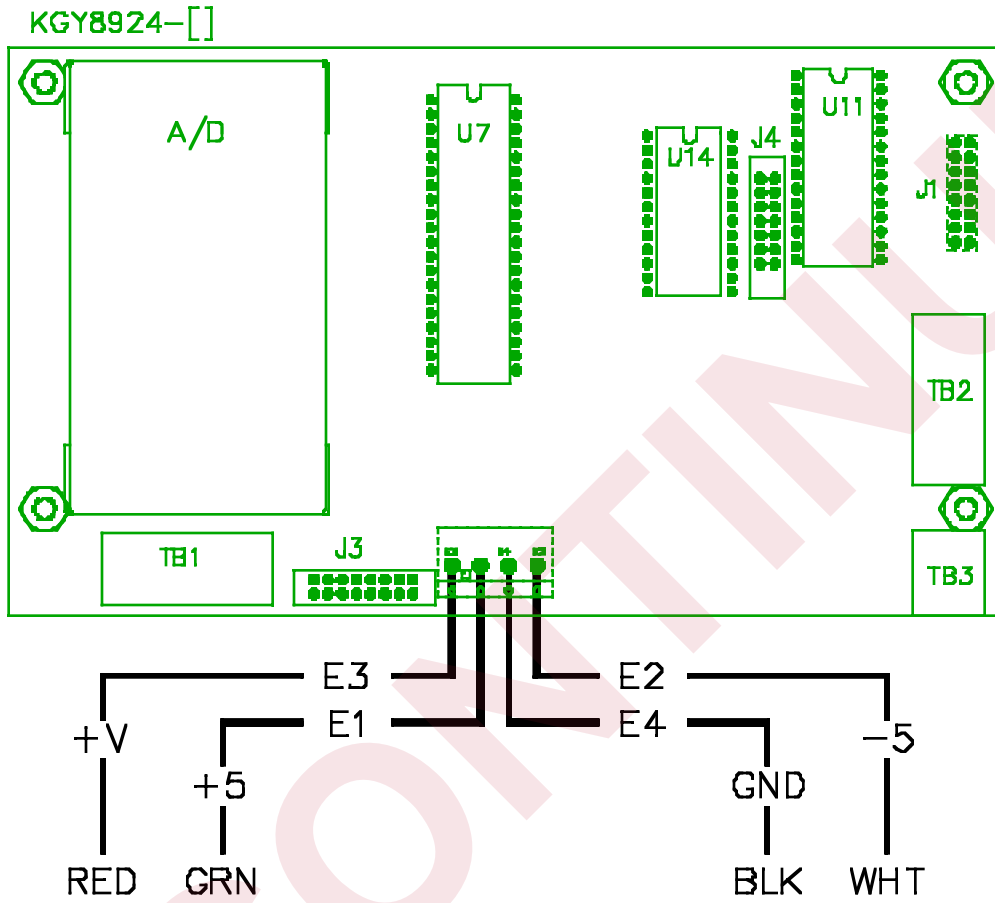 KGY8924-[]
A/D
U7
U14
J4
U11
J1
TB2
TB1
J3
TB3
E3
E2
E1
E4
+V
-5
+5
GND
RED
GRN
BLK
WHT